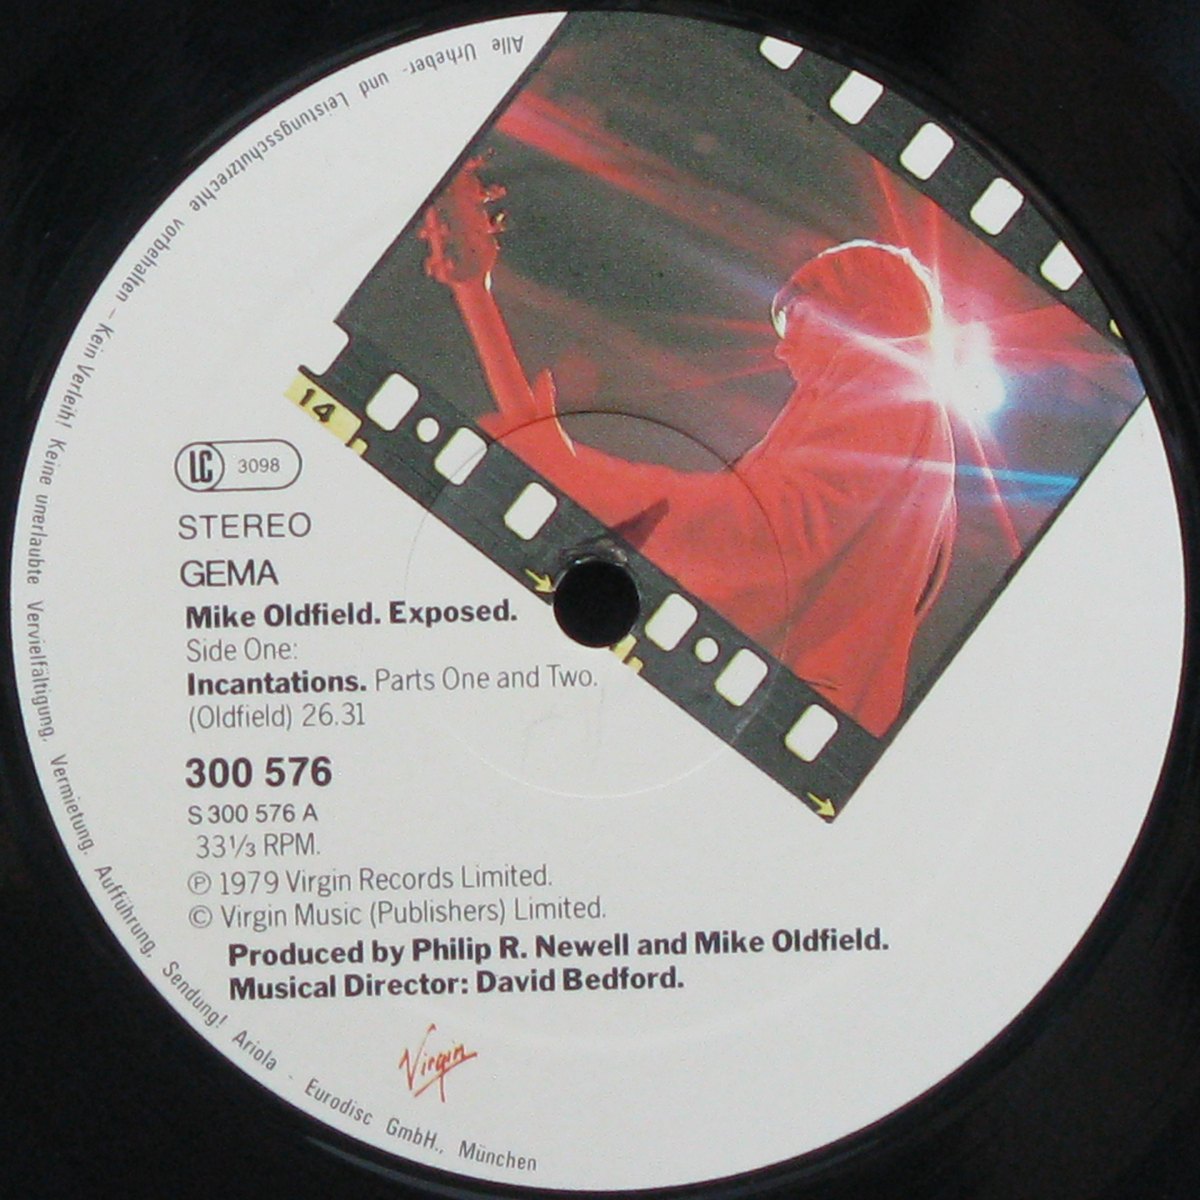 Alle Urheber- und Leistungsschutzrechte vorbehalten - Kein Verleih! Keine unerlaubte Vervielfältigung, Vermietung, Aufführung, Sendung! Ariola - Eurodisc GmbH., München
14
LC 3098
STEREO
GEMA
Mike Oldfield. Exposed.
Side One:
Incantations. Parts One and Two.
(Oldfield) 26.31
300 576
S 300 576 A
33⅓ RPM.
℗ 1979 Virgin Records Limited.
© Virgin Music (Publishers) Limited.
Produced by Philip R. Newell and Mike Oldfield.
Musical Director: David Bedford.
Virgin